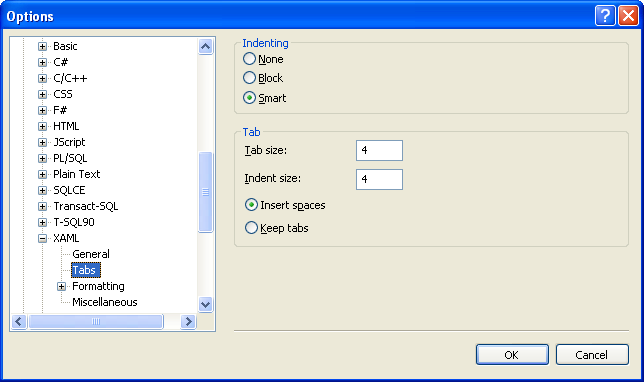 Options
Basic
C#
C/C++
CSS
F#
HTML
JScript
PL/SQL
Plain Text
SQLCE
Transact-SQL
T-SQL90
XAML
General
Tabs
Formatting
Miscellaneous
Indenting
None
Block
Smart
Tab
Tab size: 4
Indent size: 4
Insert spaces
Keep tabs
OK Cancel